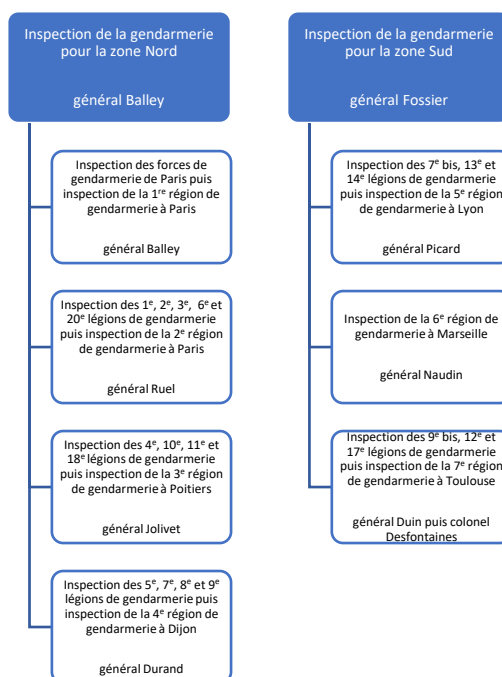 Inspection de la gendarmerie
pour la zone Nord
général Balley
Inspection des forces de
gendarmerie de Paris puis
inspection de la 1re région de
gendarmerie à Paris
général Balley
Inspection des 1e, 2e, 3e, 6e et
20e légions de gendarmerie
puis inspection de la 2e région
de gendarmerie à Paris
général Ruel
Inspection des 4e, 10e, 11e et
18e légions de gendarmerie
puis inspection de la 3e région
de gendarmerie à Poitiers
général Jolivet
Inspection des 5e, 7e, 8e et 9e
légions de gendarmerie puis
inspection de la 4e région de
gendarmerie à Dijon
général Durand
Inspection de la gendarmerie
pour la zone Sud
général Fossier
Inspection des 7e bis, 13e et
14e légions de gendarmerie
puis inspection de la 5e région
de gendarmerie à Lyon
général Picard
Inspection de la 6e région de
gendarmerie à Marseille
général Naudin
Inspection des 9e bis, 12e et
17e légions de gendarmerie
puis inspection de la 7e région
de gendarmerie à Toulouse
général Duin puis colonel
Desfontaines